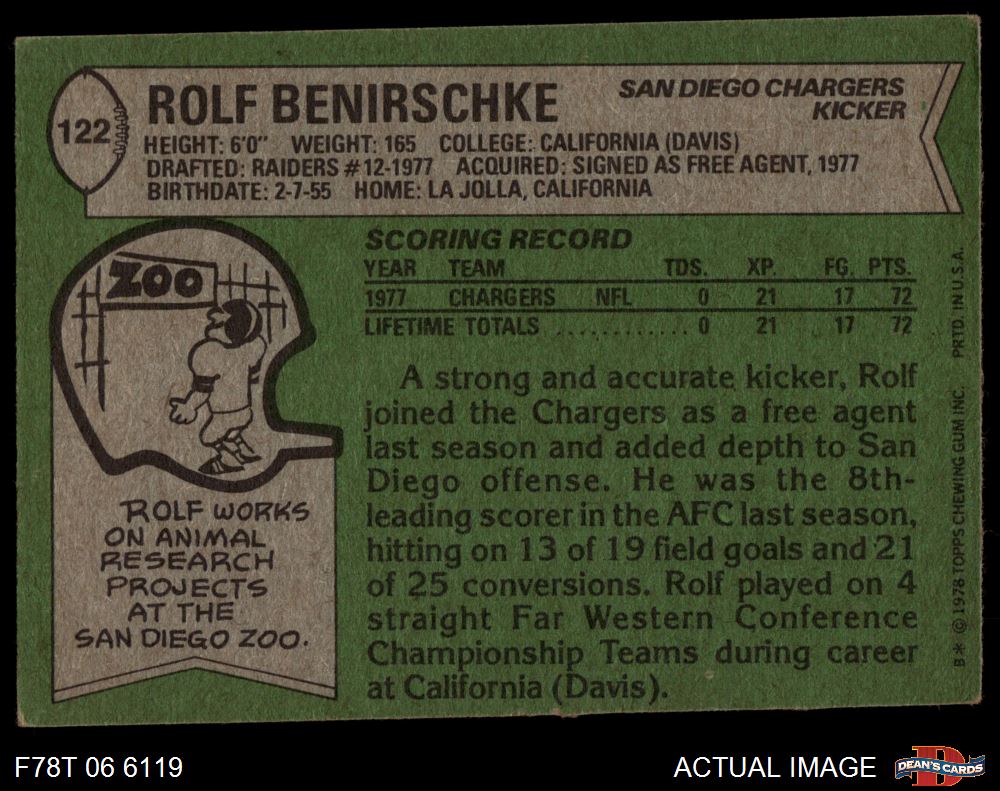 122
ROLF BENIRSCHKE
SAN DIEGO CHARGERS
KICKER
HEIGHT: 6'0" WEIGHT: 165 COLLEGE: CALIFORNIA (DAVIS)
DRAFTED: RAIDERS #12-1977 ACQUIRED: SIGNED AS FREE AGENT, 1977
BIRTHDATE: 2-7-55 HOME: LA JOLLA, CALIFORNIA
ZOO
ROLF WORKS
ON ANIMAL
RESEARCH
PROJECTS
AT THE
SAN DIEGO ZOO.
SCORING RECORD
YEAR TEAM TDS. XP. FG. PTS.
1977 CHARGERS NFL 0 21 17 72
LIFETIME TOTALS ............ 0 21 17 72
A strong and accurate kicker, Rolf
joined the Chargers as a free agent
last season and added depth to San
Diego offense. He was the 8th-
leading scorer in the AFC last season,
hitting on 13 of 19 field goals and 21
of 25 conversions. Rolf played on 4
straight Far Western Conference
Championship Teams during career
at California (Davis).
B* © 1978 TOPPS CHEWING GUM INC. PRTD. IN U.S.A.
F78T 06 6119
ACTUAL IMAGE
D
DEAN'S CARDS